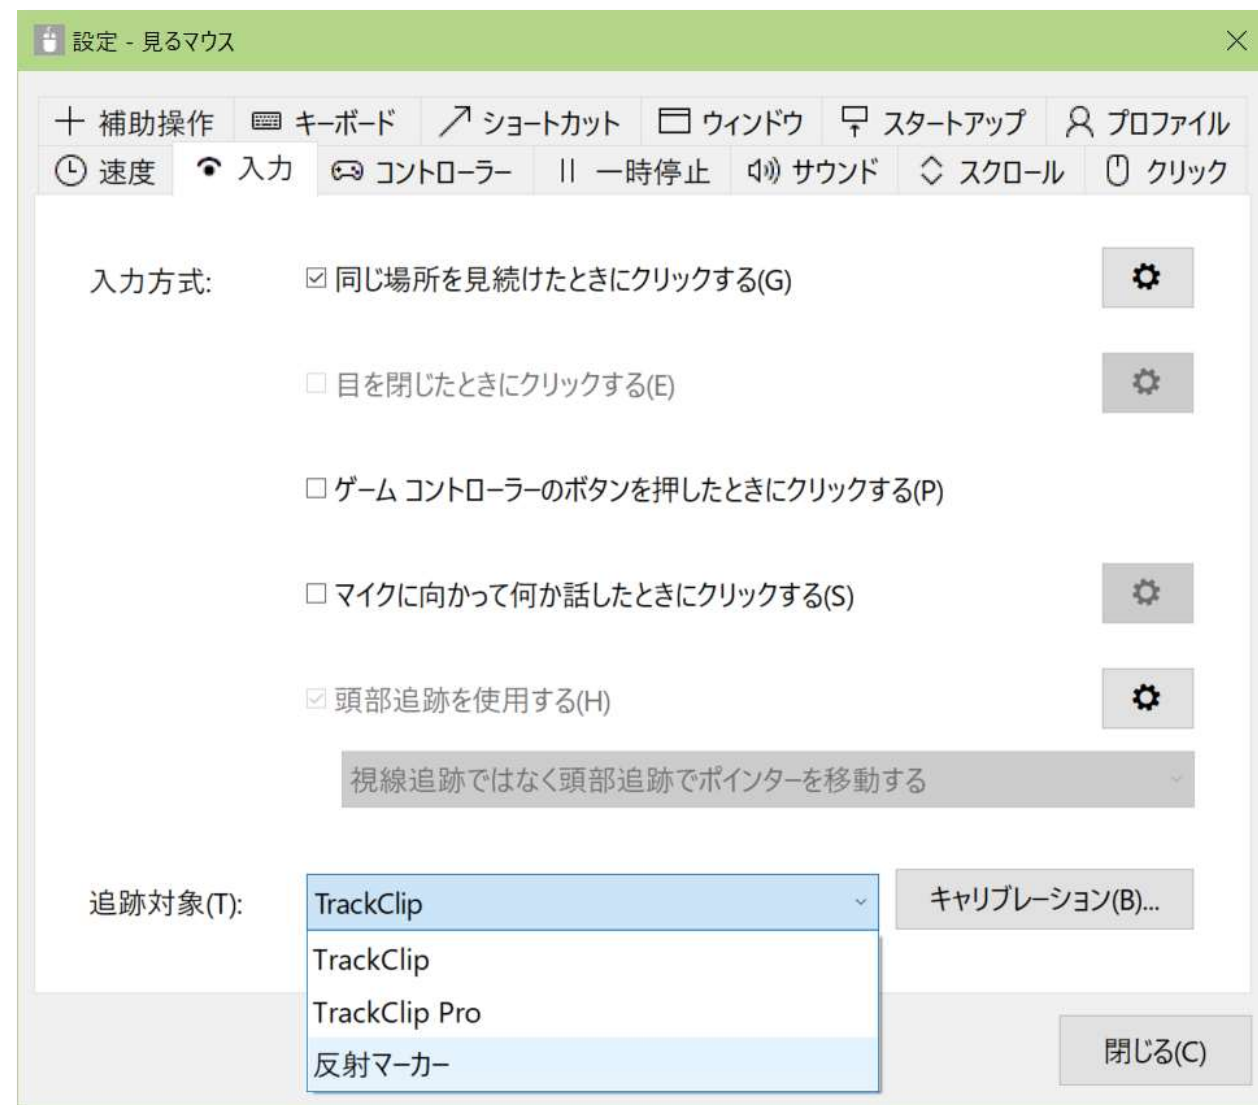 設定 - 見るマウス
補助操作 キーボード ショートカット ウィンドウ スタートアップ プロファイル
速度 入力 コントローラー 一時停止 サウンド スクロール クリック
入力方式: 同じ場所を見続けたときにクリックする(G)
目を閉じたときにクリックする(E)
ゲーム コントローラーのボタンを押したときにクリックする(P)
マイクに向かって何か話したときにクリックする(S)
頭部追跡を使用する(H)
視線追跡ではなく頭部追跡でポインターを移動する
追跡対象(T): TrackClip キャリブレーション(B)...
TrackClip
TrackClip Pro
反射マーカー
閉じる(C)